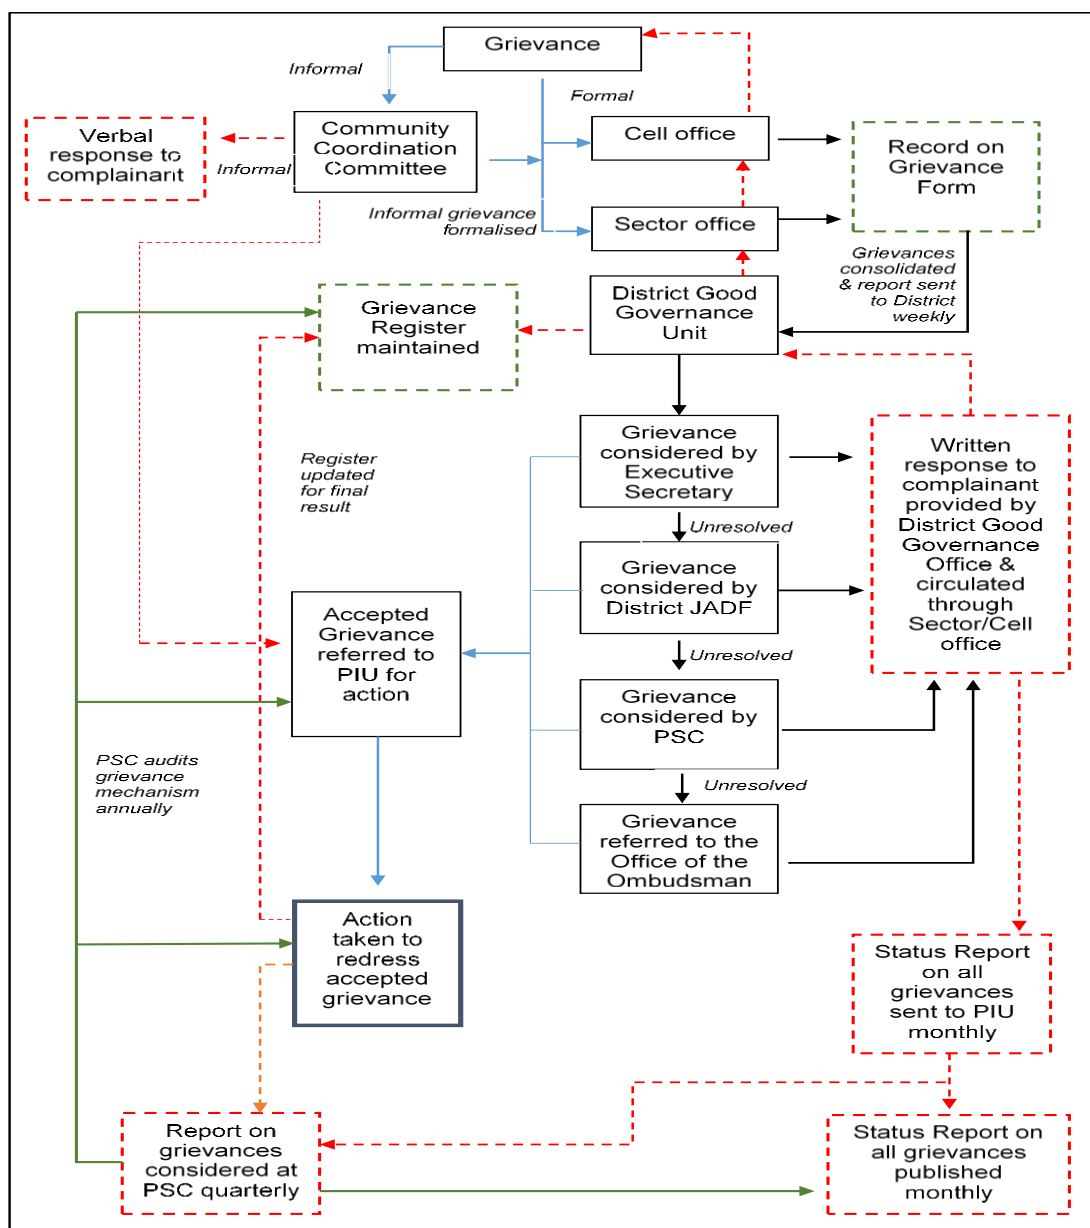 Grievance
Informal
Formal
Verbal
response to
complainant
Informal
Community
Coordination
Committee
Cell office
Record on
Grievance
Form
Informal grievance
formalised
Sector office
Grievances
consolidated
& report sent
to District
weekly
Grievance
Register
maintained
District Good
Governance
Unit
Register
updated
for final
result
Grievance
considered by
Executive
Secretary
Written
response to
complainant
provided by
District Good
Governance
Office &
circulated
through
Sector/Cell
office
Unresolved
Grievance
considered by
District JADF
Accepted
Grievance
referred to
PIU for
action
Unresolved
Grievance
considered by
PSC
PSC audits
grievance
mechanism
annually
Unresolved
Grievance
referred to the
Office of the
Ombudsman
Action
taken to
redress
accepted
grievance
Status Report
on all
grievances
sent to PIU
monthly
Report on
grievances
considered at
PSC quarterly
Status Report on
all grievances
published
monthly